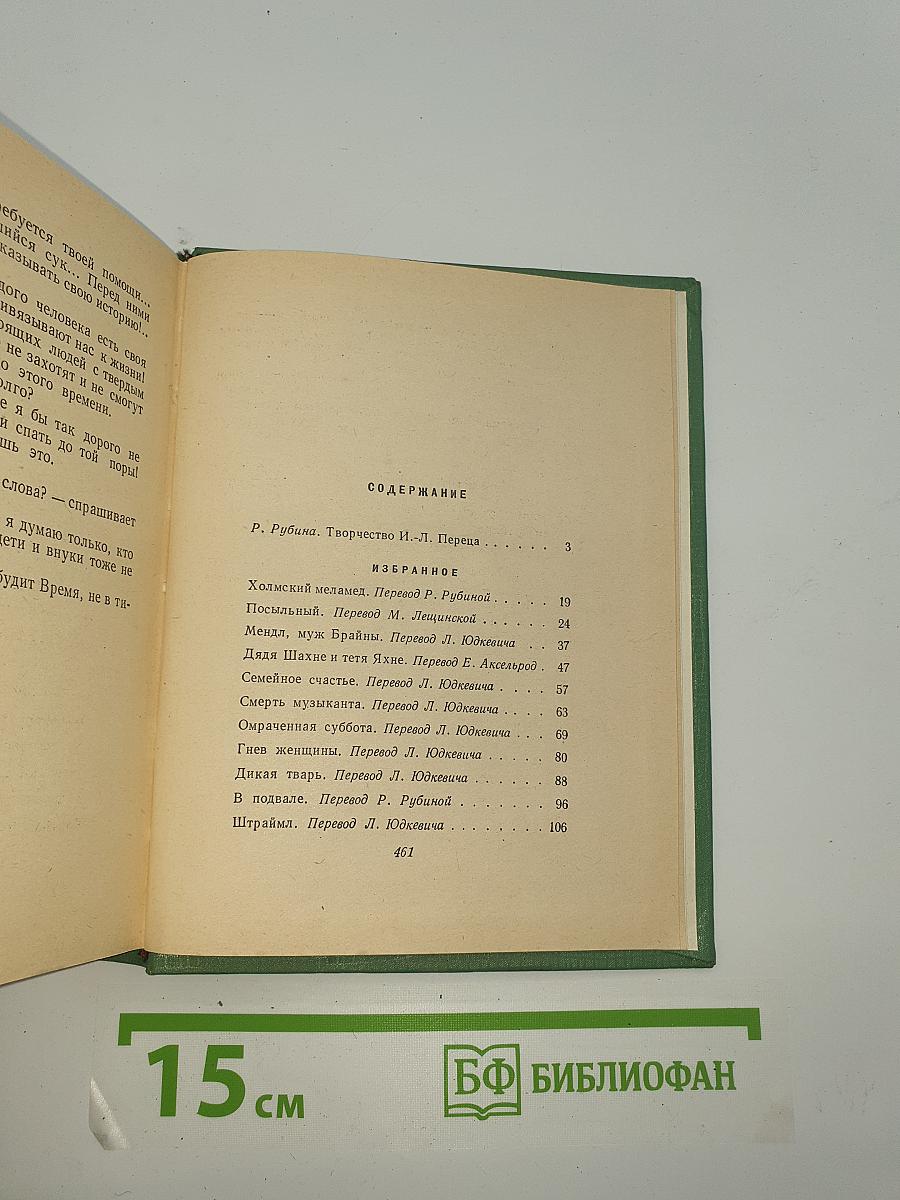 ребуется твоей помощи...
ийся сук... Перед ними
казывать свою историю!..
дого человека есть своя
ивязывают нас к жизни!
рящих людей с твердым
не захотят и не смогут
о этого времени.
олго?
е я бы так дорого не
й спать до той поры!
шь это.
слова? — спрашивает
я думаю только, кто
дети и внуки тоже не
будит Время, не в ти-
СОДЕРЖАНИЕ
Р. Рубина. Творчество И.-Л. Переца . . . . . . 3
ИЗБРАННОЕ
Холмский меламед. Перевод Р. Рубиной . . . . . 19
Посыльный. Перевод М. Лещинской . . . . . . 24
Мендл, муж Брайны. Перевод Л. Юдкевича . . 37
Дядя Шахне и тетя Яхне. Перевод Е. Аксельрод . 47
Семейное счастье. Перевод Л. Юдкевича . . . . 57
Смерть музыканта. Перевод Л. Юдкевича . . . . 63
Омраченная суббота. Перевод Л. Юдкевича . . . 69
Гнев женщины. Перевод Л. Юдкевича . . . . . 80
Дикая тварь. Перевод Л. Юдкевича . . . . . . 88
В подвале. Перевод Р. Рубиной . . . . . . . 96
Штраймл. Перевод Л. Юдкевича . . . . . . . . 106
461
15 см
БФ БИБЛИОФАН